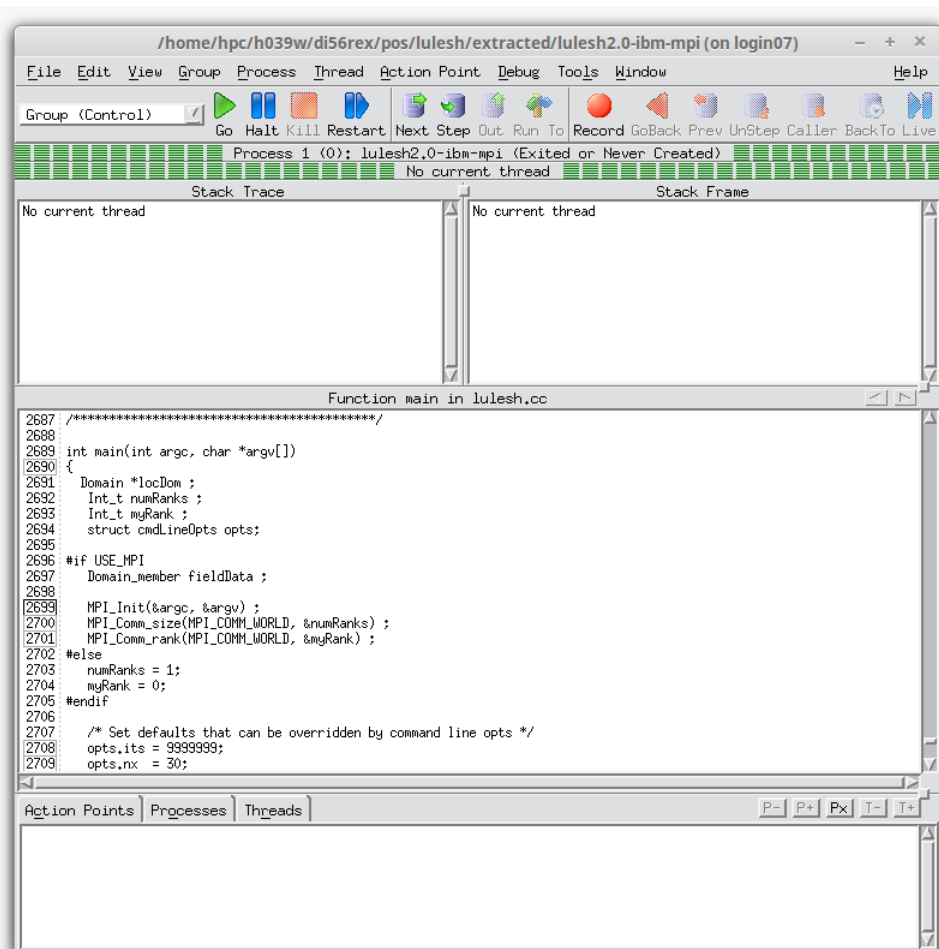 /home/hpc/h039w/di56rex/pos/lulesh/extracted/lulesh2.0-ibm-mpi (on login07)
File Edit View Group Process Thread Action Point Debug Tools Window Help
Group (Control)
Go Halt Kill Restart Next Step Out Run To Record GoBack Prev UnStep Caller BackTo Live
Process 1 (0): lulesh2.0-ibm-mpi (Exited or Never Created)
No current thread
Stack Trace Stack Frame
No current thread No current thread
Function main in lulesh.cc
2687 /******************************************/
2688
2689 int main(int argc, char *argv[])
2690 {
2691 Domain *locDom ;
2692 Int_t numRanks ;
2693 Int_t myRank ;
2694 struct cmdLineOpts opts;
2695
2696 #if USE_MPI
2697 Domain_member fieldData ;
2698
2699 MPI_Init(&argc, &argv) ;
2700 MPI_Comm_size(MPI_COMM_WORLD, &numRanks) ;
2701 MPI_Comm_rank(MPI_COMM_WORLD, &myRank) ;
2702 #else
2703 numRanks = 1;
2704 myRank = 0;
2705 #endif
2706
2707 /* Set defaults that can be overridden by command line opts */
2708 opts.its = 9999999;
2709 opts.nx = 30;
Action Points Processes Threads P- P+ Px T- T+